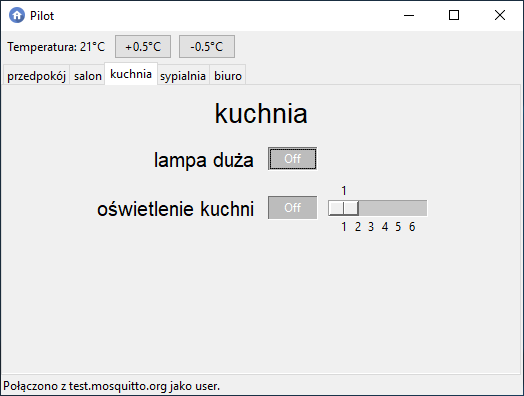 Pilot
Temperatura: 21°C +0.5°C -0.5°C
przedpokój salon kuchnia sypialnia biuro
kuchnia
lampa duża Off
1
oświetlenie kuchni Off
1 2 3 4 5 6
Połączono z test.mosquitto.org jako user.